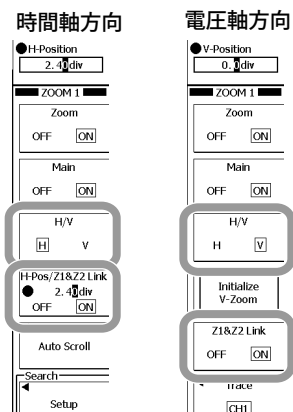 時間軸方向
H-Position
2.40div
ZOOM 1
Zoom
OFF ON
Main
OFF ON
H/V
H V
H-Pos/Z1&Z2 Link
2.40div
OFF ON
Auto Scroll
Search
Setup
電圧軸方向
V-Position
0.0div
ZOOM 1
Zoom
OFF ON
Main
OFF ON
H/V
H V
Initialize
V-Zoom
Z1&Z2 Link
OFF ON
Trace
CH1